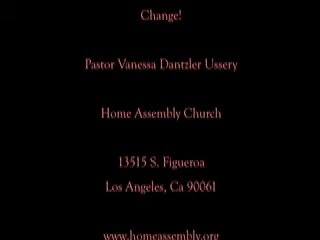 Change!
Pastor Vanessa Dantzler Ussery
Home Assembly Church
13515 S. Figueroa
Los Angeles, Ca 90061
www.homeassembly.org